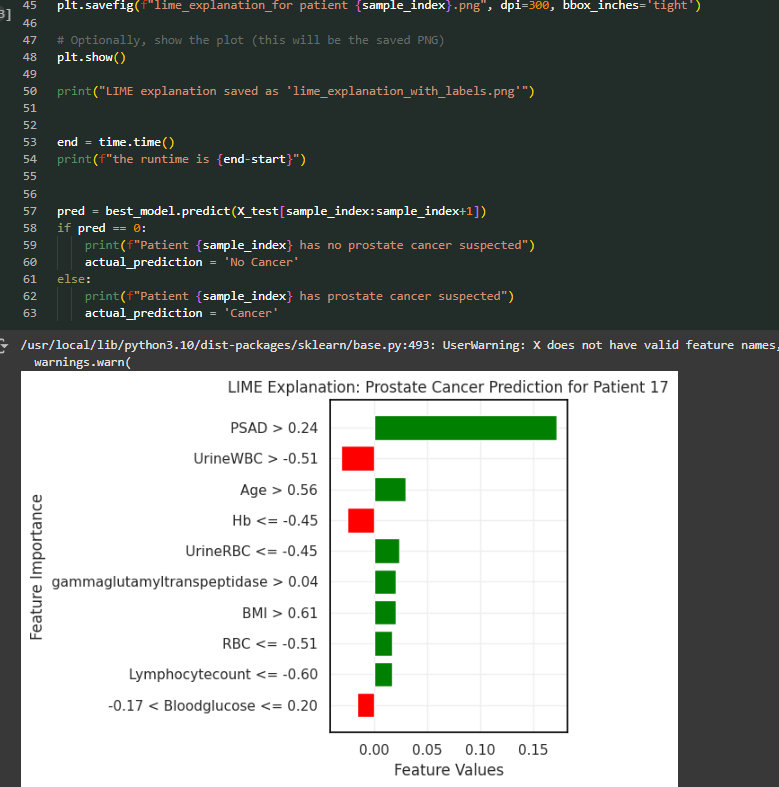 45 plt.savefig(f"lime_explanation_for patient {sample_index}.png", dpi=300, bbox_inches='tight')
3]
46
47 # Optionally, show the plot (this will be the saved PNG)
48 plt.show()
49
50 print("LIME explanation saved as 'lime_explanation_with_labels.png'")
51
52
53 end = time.time()
54 print(f"the runtime is {end-start}")
55
56
57 pred = best_model.predict(X_test[sample_index:sample_index+1])
58 if pred == 0:
59     print(f"Patient {sample_index} has no prostate cancer suspected")
60     actual_prediction = 'No Cancer'
61 else:
62     print(f"Patient {sample_index} has prostate cancer suspected")
63     actual_prediction = 'Cancer'
/usr/local/lib/python3.10/dist-packages/sklearn/base.py:493: UserWarning: X does not have valid feature names,
warnings.warn(
LIME Explanation: Prostate Cancer Prediction for Patient 17
PSAD > 0.24
UrineWBC > -0.51
Age > 0.56
Hb <= -0.45
UrineRBC <= -0.45
gammaglutamyltranspeptidase > 0.04
BMI > 0.61
RBC <= -0.51
Lymphocytecount <= -0.60
-0.17 < Bloodglucose <= 0.20
Feature Importance
0.00 0.05 0.10 0.15
Feature Values